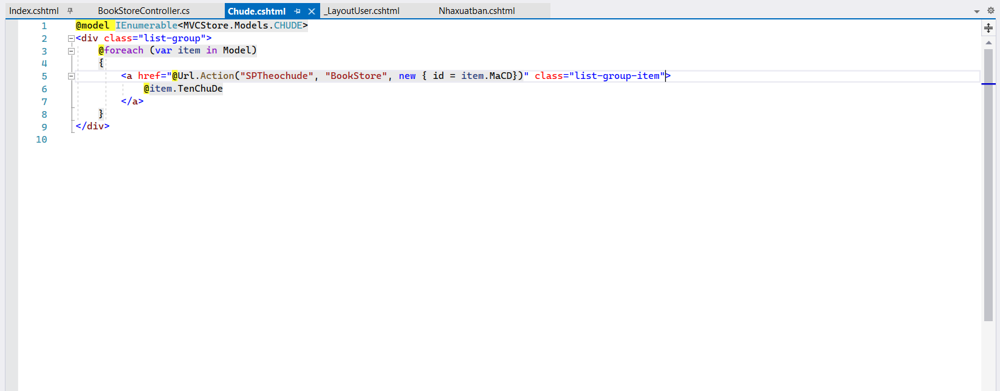 Index.cshtml BookStoreController.cs Chude.cshtml _LayoutUser.cshtml Nhaxuatban.cshtml
1 @model IEnumerable<MVCStore.Models.CHUDE>
2 <div class="list-group">
3 @foreach (var item in Model)
4 {
5 <a href="@Url.Action("SPTheochude", "BookStore", new { id = item.MaCD})" class="list-group-item">
6 @item.TenChuDe
7 </a>
8 }
9 </div>
10